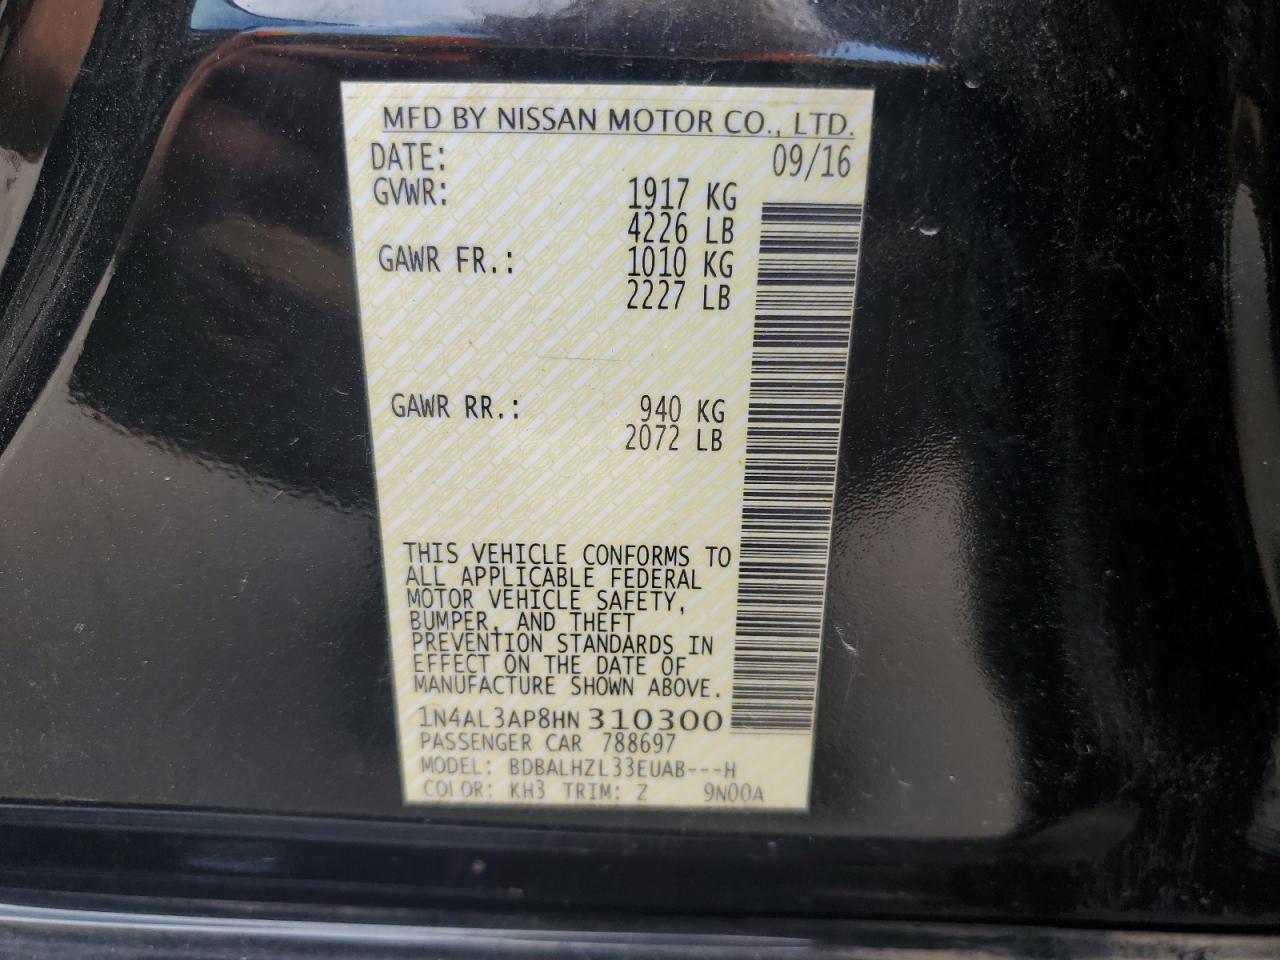 MFD BY NISSAN MOTOR CO., LTD.
DATE: 09/16
GVWR: 1917 KG
4226 LB
GAWR FR.: 1010 KG
2227 LB
GAWR RR.: 940 KG
2072 LB
THIS VEHICLE CONFORMS TO
ALL APPLICABLE FEDERAL
MOTOR VEHICLE SAFETY,
BUMPER, AND THEFT
PREVENTION STANDARDS IN
EFFECT ON THE DATE OF
MANUFACTURE SHOWN ABOVE.
1N4AL3AP8HN310300
PASSENGER CAR 788697
MODEL: BDBALHZL33EUAB---H
COLOR: KH3 TRIM: Z 9N00A